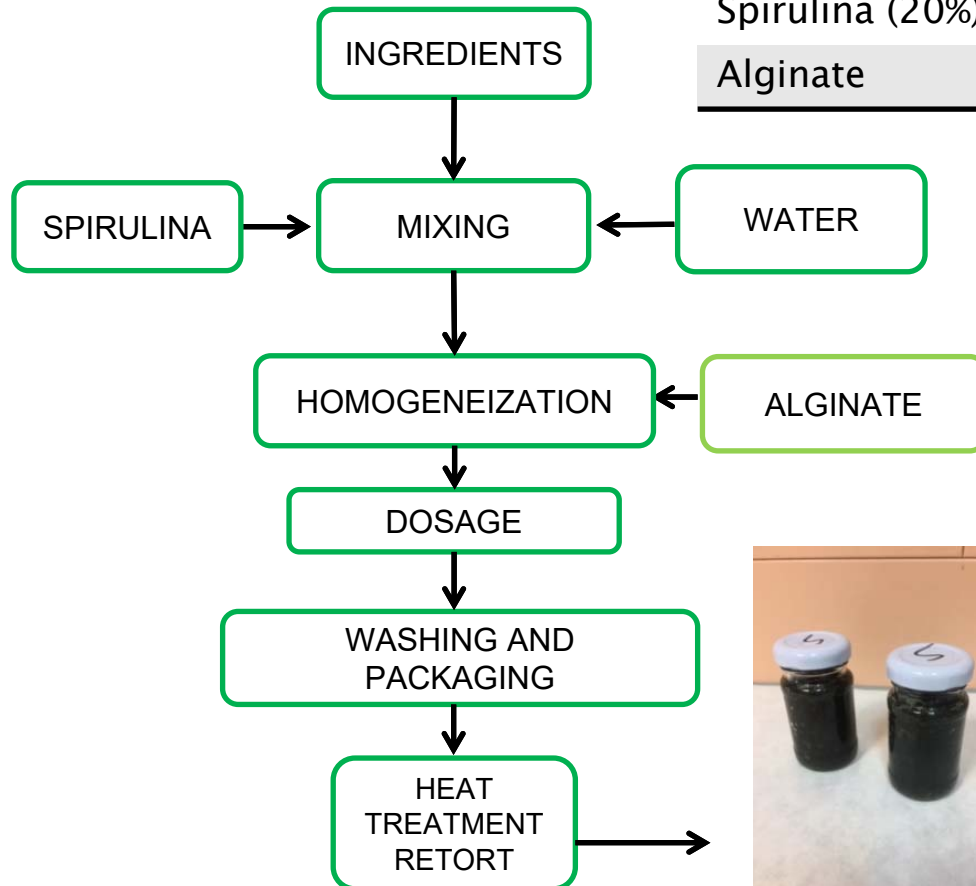 Spirulina (20%)
Alginate
INGREDIENTS
SPIRULINA
MIXING
WATER
HOMOGENEIZATION
ALGINATE
DOSAGE
WASHING AND
PACKAGING
HEAT
TREATMENT
RETORT